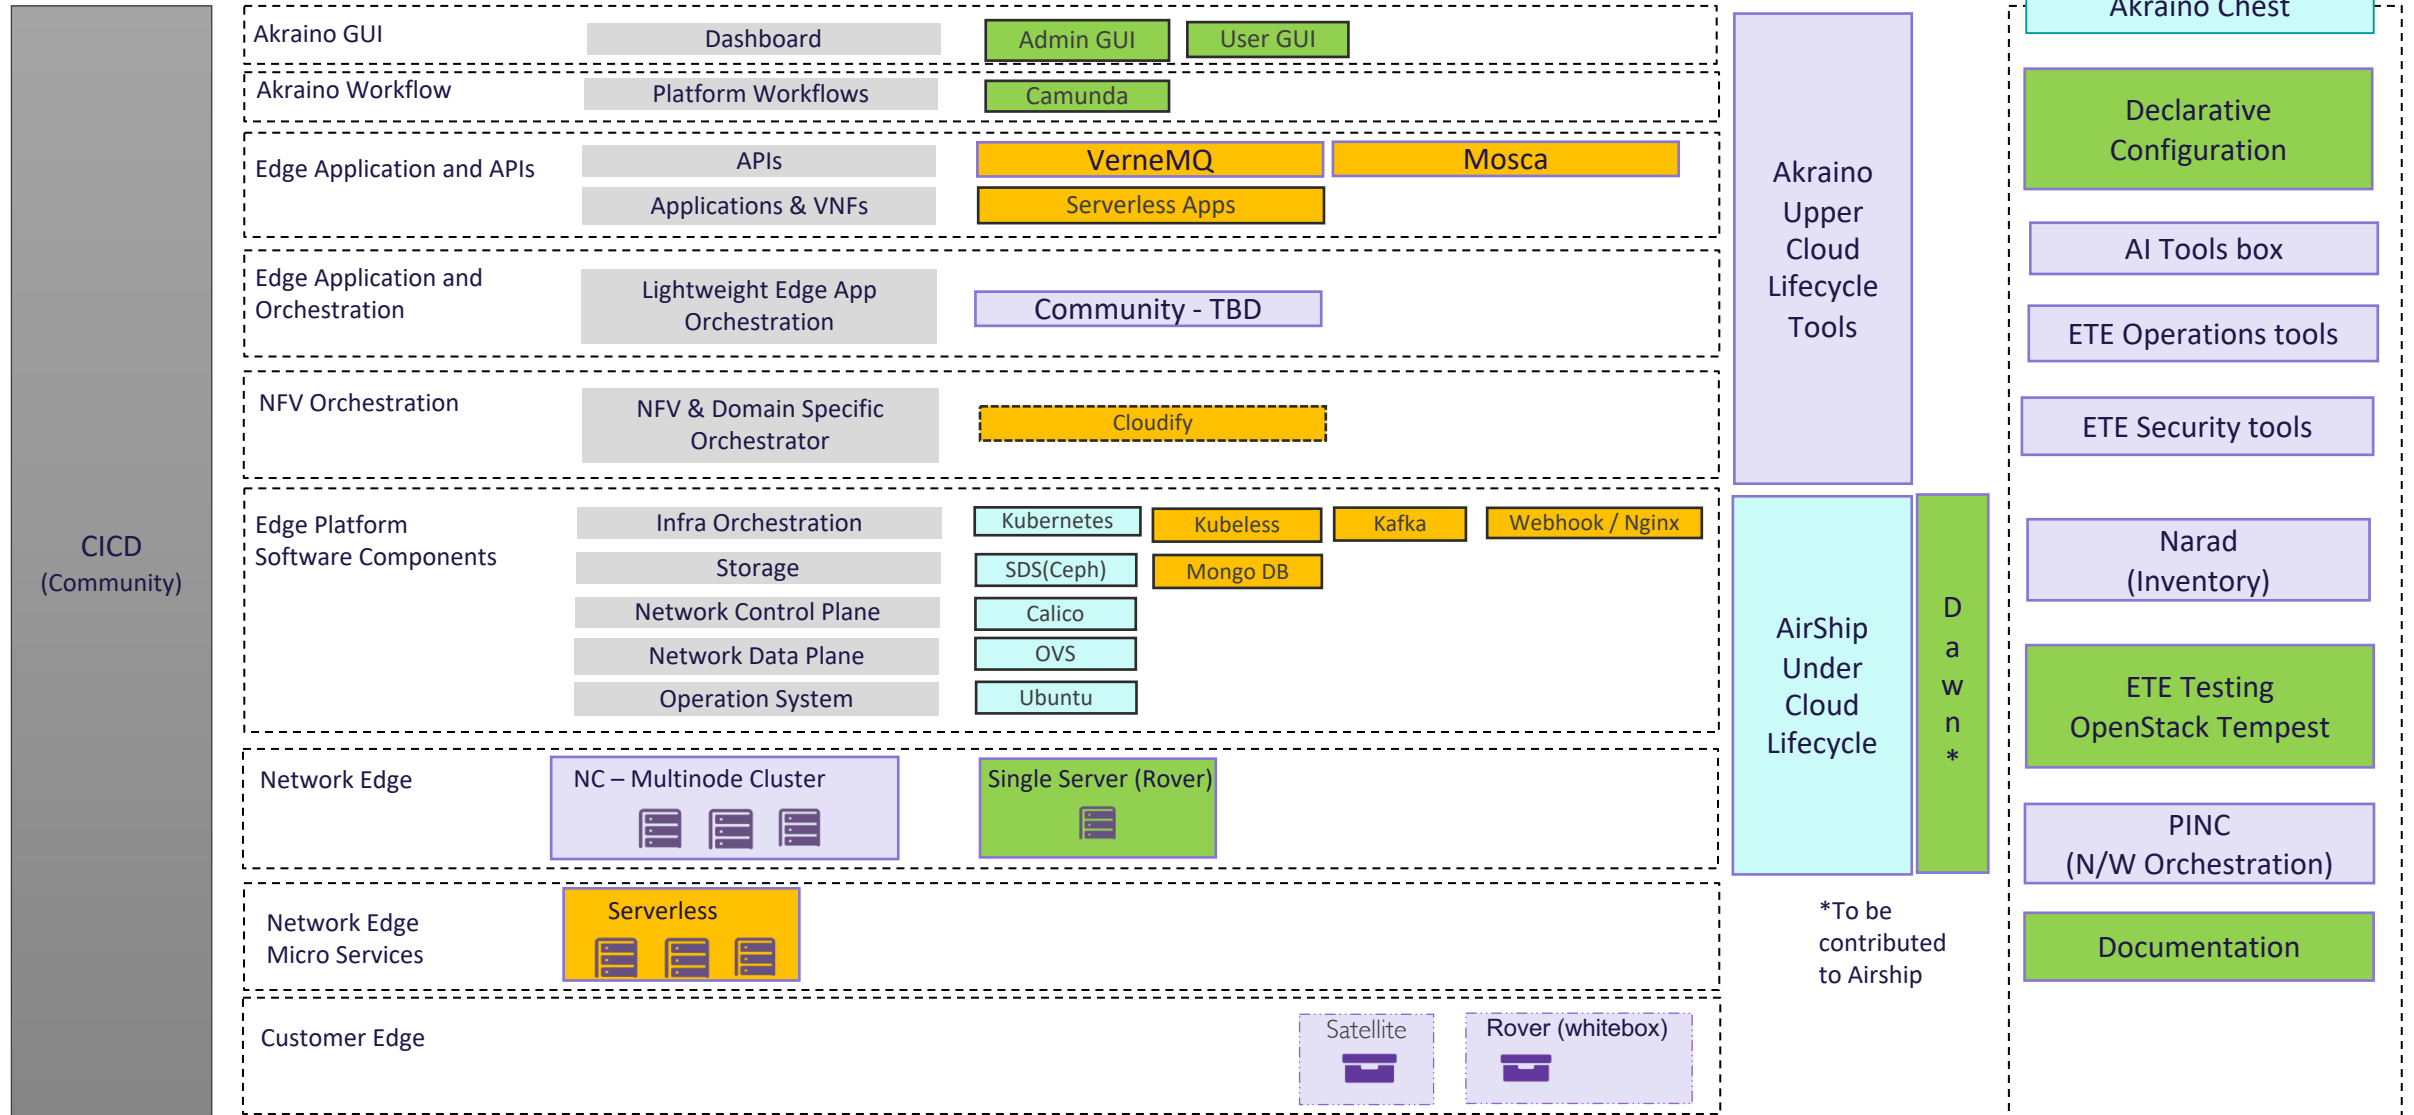 CICD
(Community)
Akraino GUI
Dashboard
Admin GUI
User GUI
Akraino Workflow
Platform Workflows
Camunda
Edge Application and APIs
APIs
VerneMQ
Mosca
Applications & VNFs
Serverless Apps
Edge Application and
Orchestration
Lightweight Edge App
Orchestration
Community - TBD
NFV Orchestration
NFV & Domain Specific
Orchestrator
Cloudify
Edge Platform
Software Components
Infra Orchestration
Kubernetes
Kubeless
Kafka
Webhook / Nginx
Storage
SDS(Ceph)
Mongo DB
Network Control Plane
Calico
Network Data Plane
OVS
Operation System
Ubuntu
Network Edge
NC – Multinode Cluster
Single Server (Rover)
Network Edge
Micro Services
Serverless
Customer Edge
Satellite
Rover (whitebox)
Akraino
Upper
Cloud
Lifecycle
Tools
AirShip
Under
Cloud
Lifecycle
D
a
w
n
*
*To be
contributed
to Airship
Akraino Chest
Declarative
Configuration
AI Tools box
ETE Operations tools
ETE Security tools
Narad
(Inventory)
ETE Testing
OpenStack Tempest
PINC
(N/W Orchestration)
Documentation